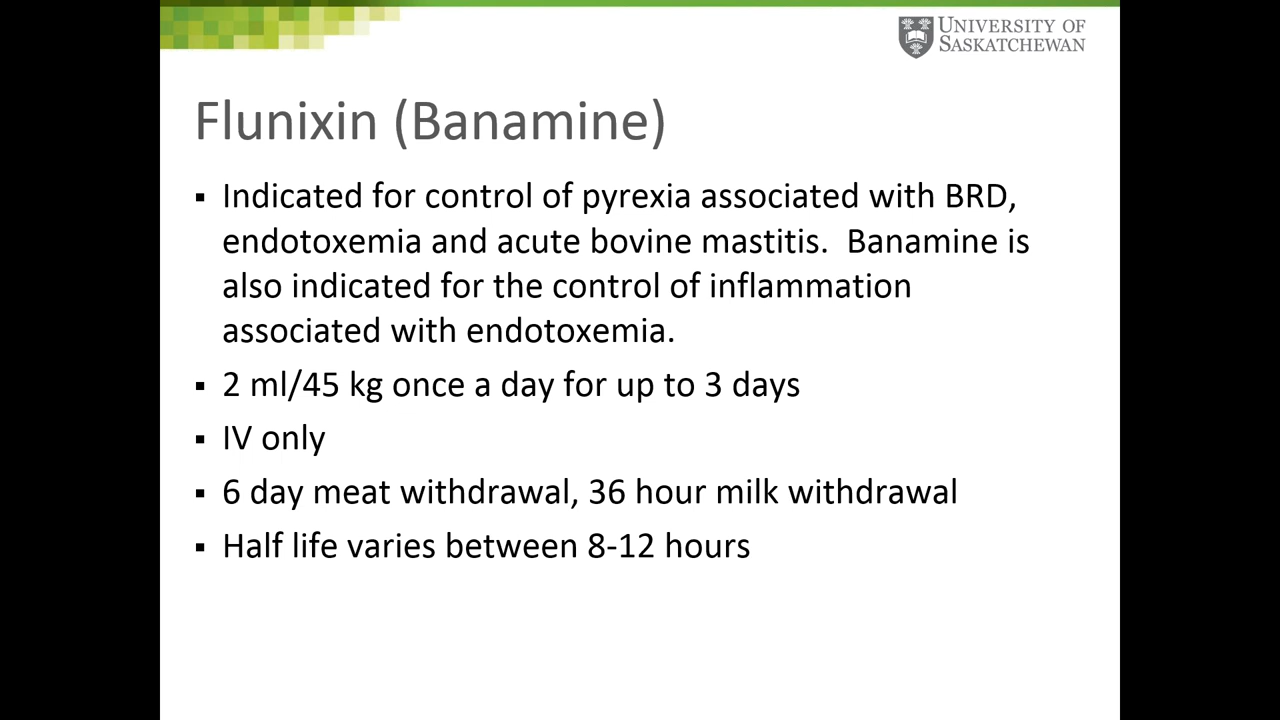 UNIVERSITY OF
SASKATCHEWAN
Flunixin (Banamine)
▪ Indicated for control of pyrexia associated with BRD,
endotoxemia and acute bovine mastitis.  Banamine is
also indicated for the control of inflammation
associated with endotoxemia.
▪ 2 ml/45 kg once a day for up to 3 days
▪ IV only
▪ 6 day meat withdrawal, 36 hour milk withdrawal
▪ Half life varies between 8-12 hours